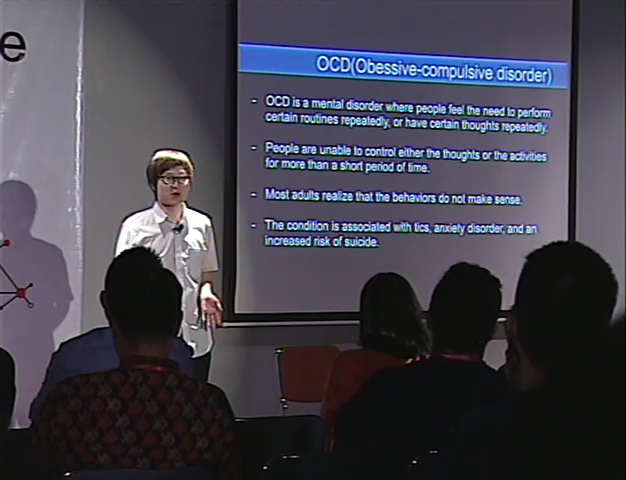 e
OCD(Obessive-compulsive disorder)
- OCD is a mental disorder where people feel the need to perform
certain routines repeatedly, or have certain thoughts repeatedly.
- People are unable to control either the thoughts or the activities
for more than a short period of time.
- Most adults realize that the behaviors do not make sense.
- The condition is associated with tics, anxiety disorder, and an
increased risk of suicide.